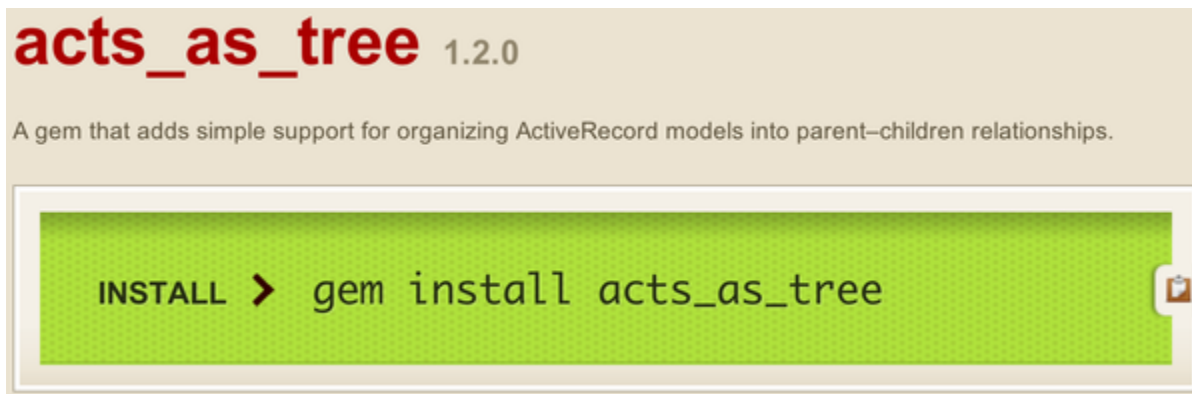 acts_as_tree 1.2.0
A gem that adds simple support for organizing ActiveRecord models into parent–children relationships.
INSTALL > gem install acts_as_tree